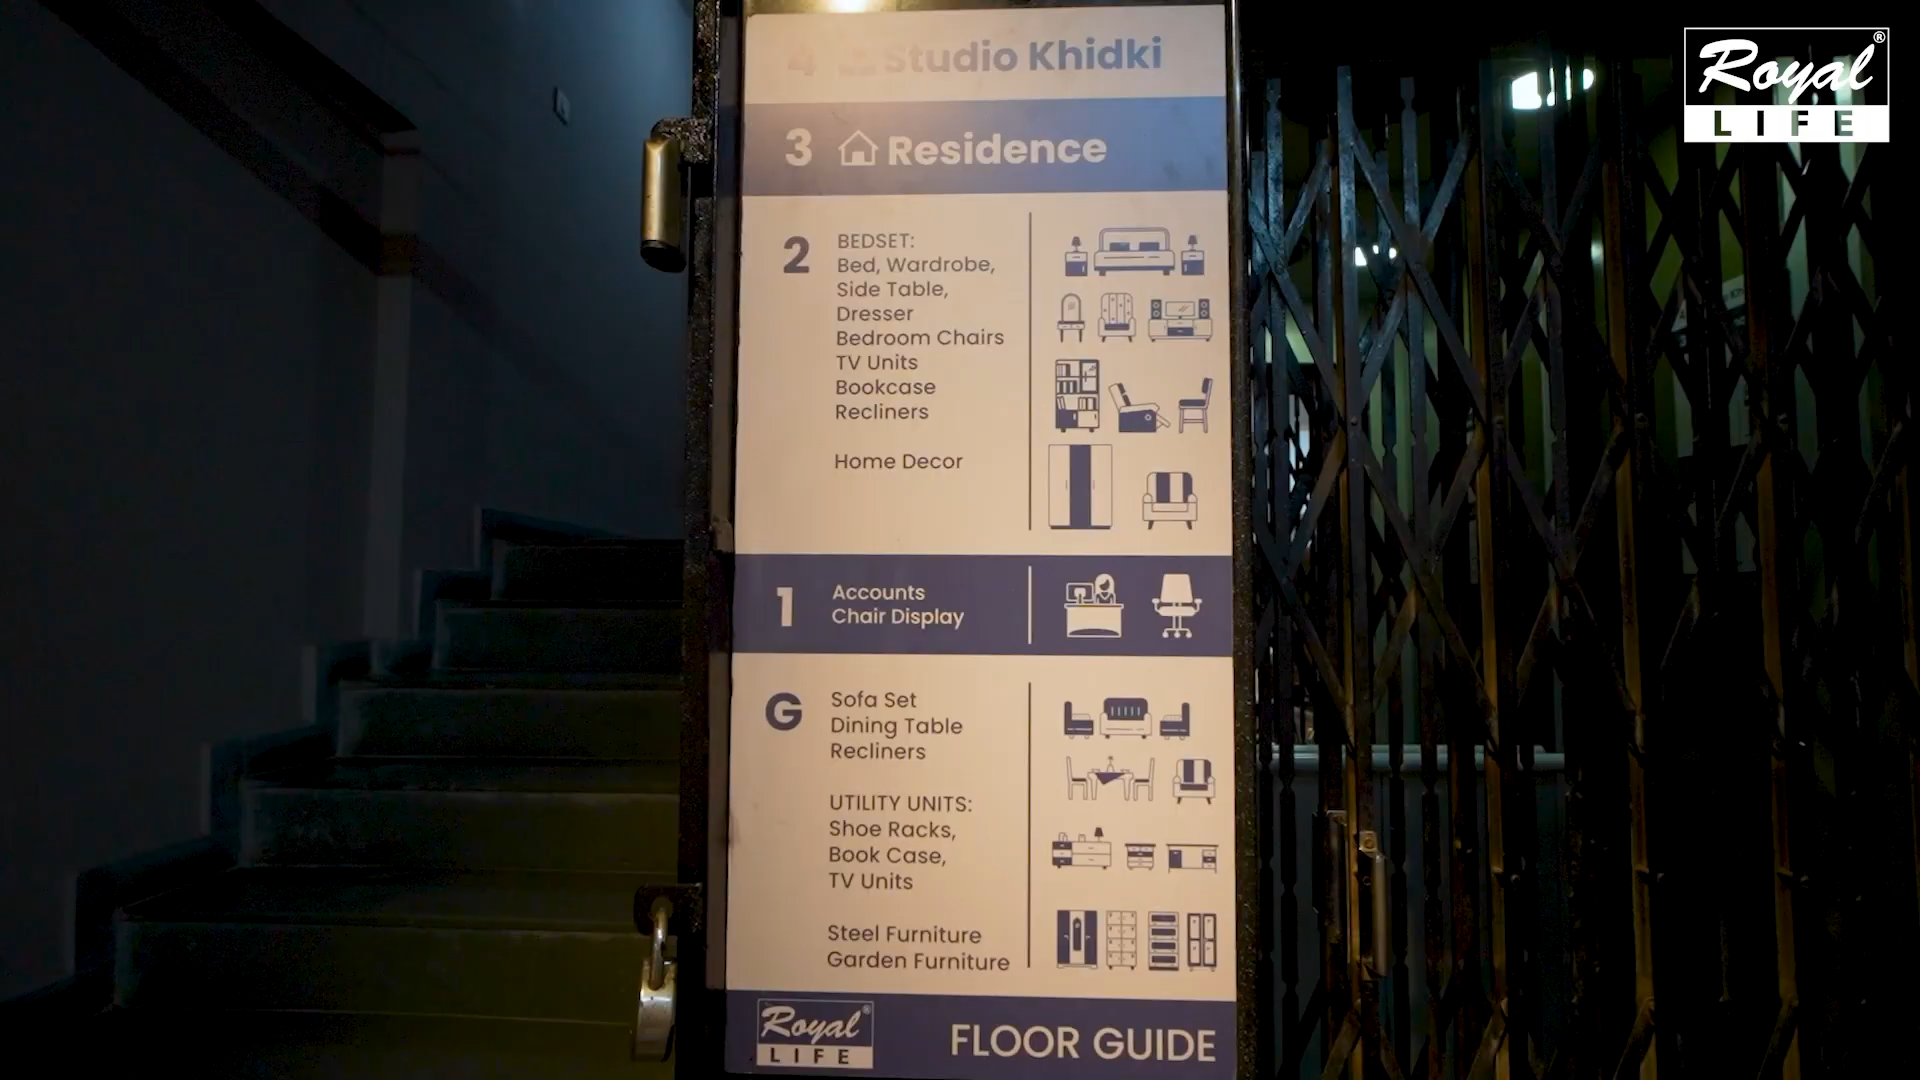 4 Studio Khidki
3 Residence
2 BEDSET:
Bed, Wardrobe,
Side Table,
Dresser
Bedroom Chairs
TV Units
Bookcase
Recliners
Home Decor
1 Accounts
Chair Display
G Sofa Set
Dining Table
Recliners
UTILITY UNITS:
Shoe Racks,
Book Case,
TV Units
Steel Furniture
Garden Furniture
Royal®
LIFE
FLOOR GUIDE
Royal®
LIFE